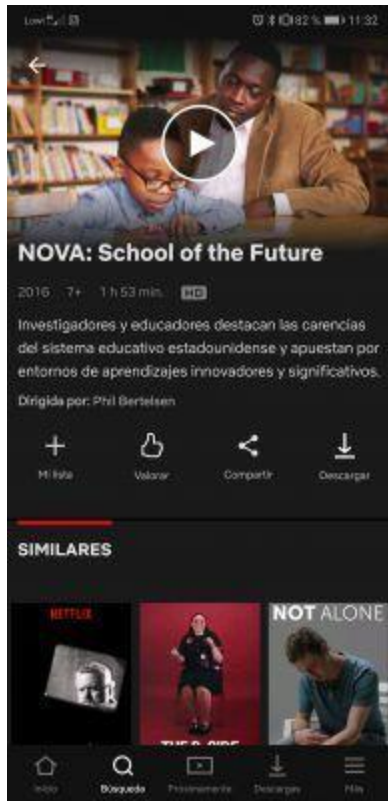 Lowi
82 % 11:32
NOVA: School of the Future
2016 7+ 1 h 53 min. HD
Investigadores y educadores destacan las carencias
del sistema educativo estadounidense y apuestan por
entornos de aprendizajes innovadores y significativos.
Dirigida por: Phil Bertelsen
Mi lista Valorar Compartir Descargar
SIMILARES
NETFLIX
NOT ALONE
Inicio Búsqueda Próximamente Descargas Más